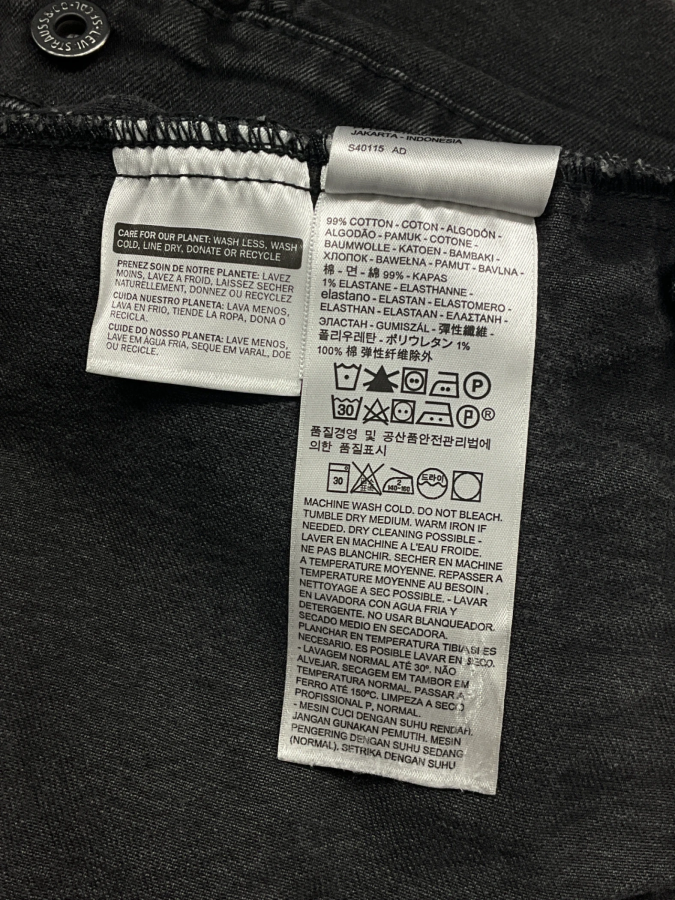 LEVI STRAUSS & CO.
JAKARTA - INDONESIA
S40115 AD
CARE FOR OUR PLANET: WASH LESS, WASH
COLD, LINE DRY, DONATE OR RECYCLE
PRENEZ SOIN DE NOTRE PLANETE: LAVEZ
MOINS, LAVEZ A FROID, LAISSEZ SECHER
NATURELLEMENT, DONNEZ OU RECYCLEZ
CUIDA NUESTRO PLANETA: LAVA MENOS,
LAVA EN FRIO, TIENDE LA ROPA, DONA O
RECICLA.
CUIDE DO NOSSO PLANETA: LAVE MENOS,
LAVE EM ÁGUA FRIA, SEQUE EM VARAL, DOE
OU RECICLE.
99% COTTON - COTON - ALGODÓN -
ALGODÃO - PAMUK - COTONE -
BAUMWOLLE - KATOEN - BAMBAKI -
ХЛОПОК - BAWEŁNA - PAMUT - BAVLNA -
棉 - 면 - 綿 99% - KAPAS
1% ELASTANE - ELASTHANNE -
elastano - ELASTAN - ELASTOMERO -
ELASTHAN - ELASTAAN - ΕΛΑΣΤΑΝΗ -
ЭЛАСТАН - GUMISZÁL - 彈性纖維 -
폴리우레탄 - ポリウレタン 1%
100% 棉 弹性纤维除外
P
30 P®
품질경영 및 공산품안전관리법에
의한 품질표시
30 표백 2 140-160 드라이
MACHINE WASH COLD. DO NOT BLEACH.
TUMBLE DRY MEDIUM. WARM IRON IF
NEEDED. DRY CLEANING POSSIBLE -
LAVER EN MACHINE A L'EAU FROIDE.
NE PAS BLANCHIR. SECHER EN MACHINE
A TEMPERATURE MOYENNE. REPASSER A
TEMPERATURE MOYENNE AU BESOIN .
NETTOYAGE A SEC POSSIBLE. - LAVAR
EN LAVADORA CON AGUA FRIA Y
DETERGENTE. NO USAR BLANQUEADOR.
SECADO MEDIO EN SECADORA.
PLANCHAR EN TEMPERATURA TIBIA SI ES
NECESARIO. ES POSIBLE LAVAR EN SECO.
- LAVAGEM NORMAL ATÉ 30º. NÃO
ALVEJAR. SECAGEM EM TAMBOR EM
TEMPERATURA NORMAL. PASSAR A
FERRO ATÉ 150ºC. LIMPEZA A SECO
PROFISSIONAL P, NORMAL.
- MESIN CUCI DENGAN SUHU RENDAH.
JANGAN GUNAKAN PEMUTIH. MESIN
PENGERING DENGAN SUHU SEDANG
(NORMAL). SETRIKA DENGAN SUHU